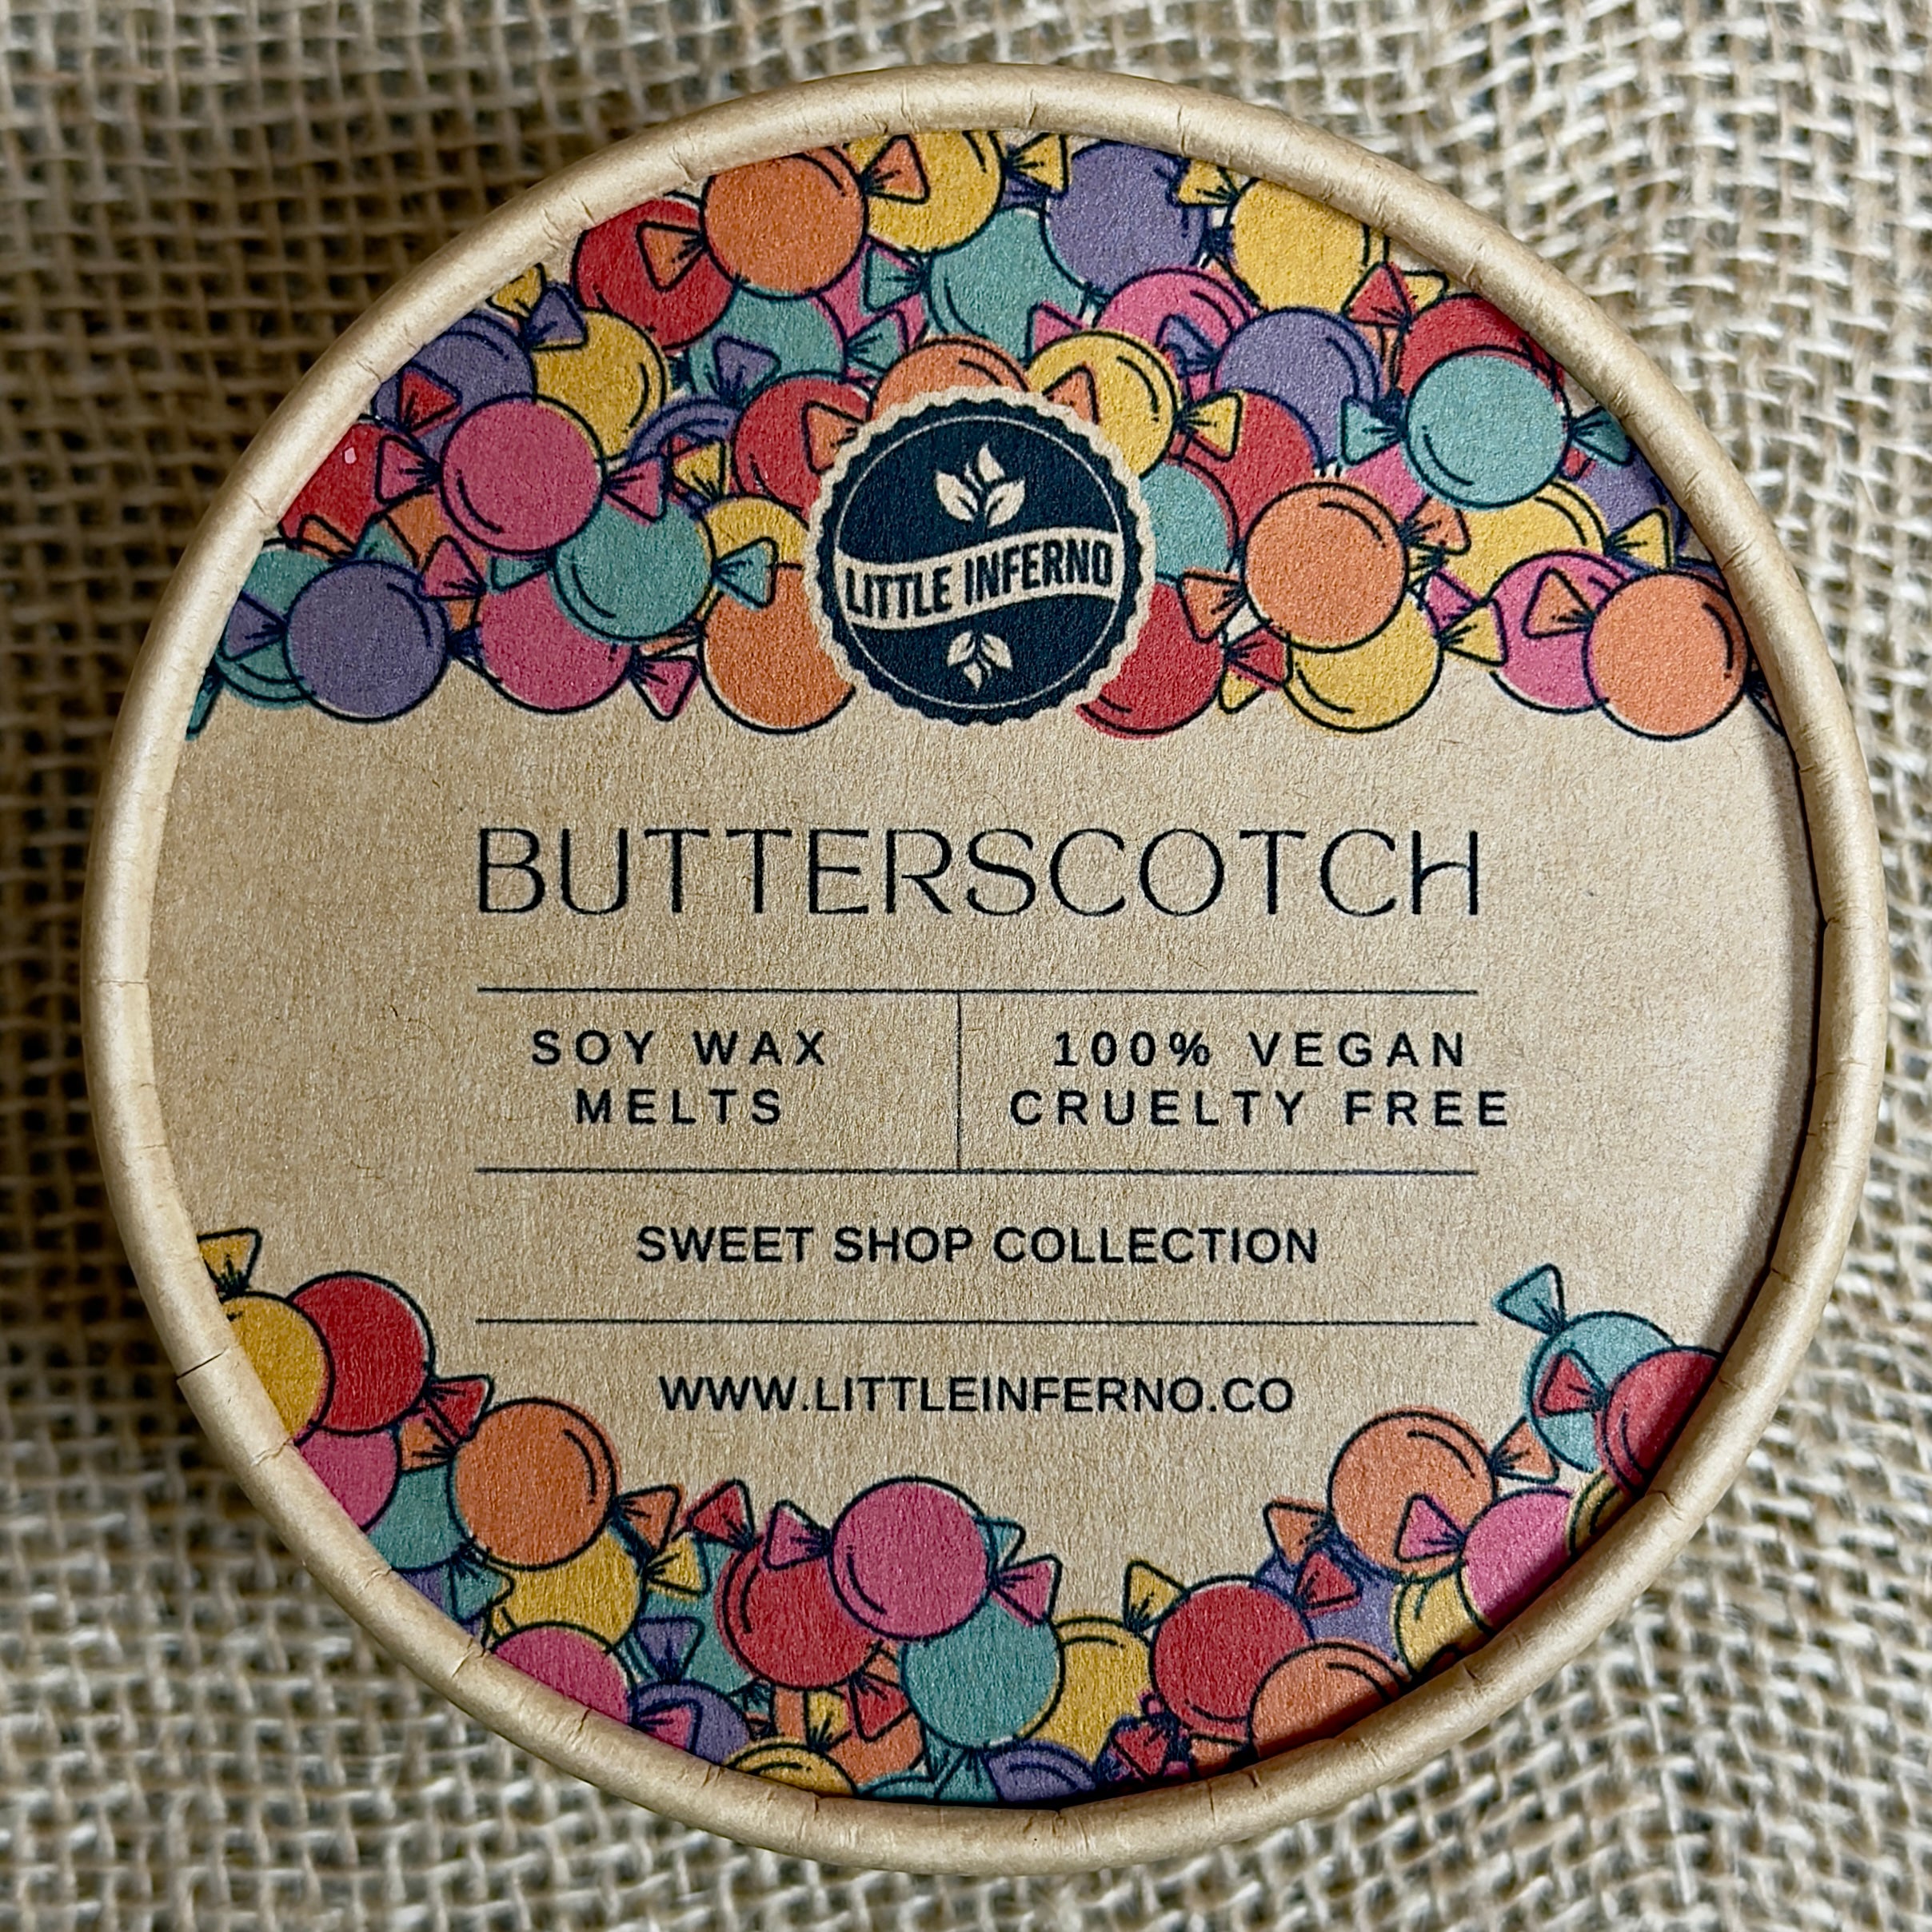 LITTLE INFERNO
BUTTERSCOTCH
SOY WAX
MELTS
100% VEGAN
CRUELTY FREE
SWEET SHOP COLLECTION
WWW.LITTLEINFERNO.CO